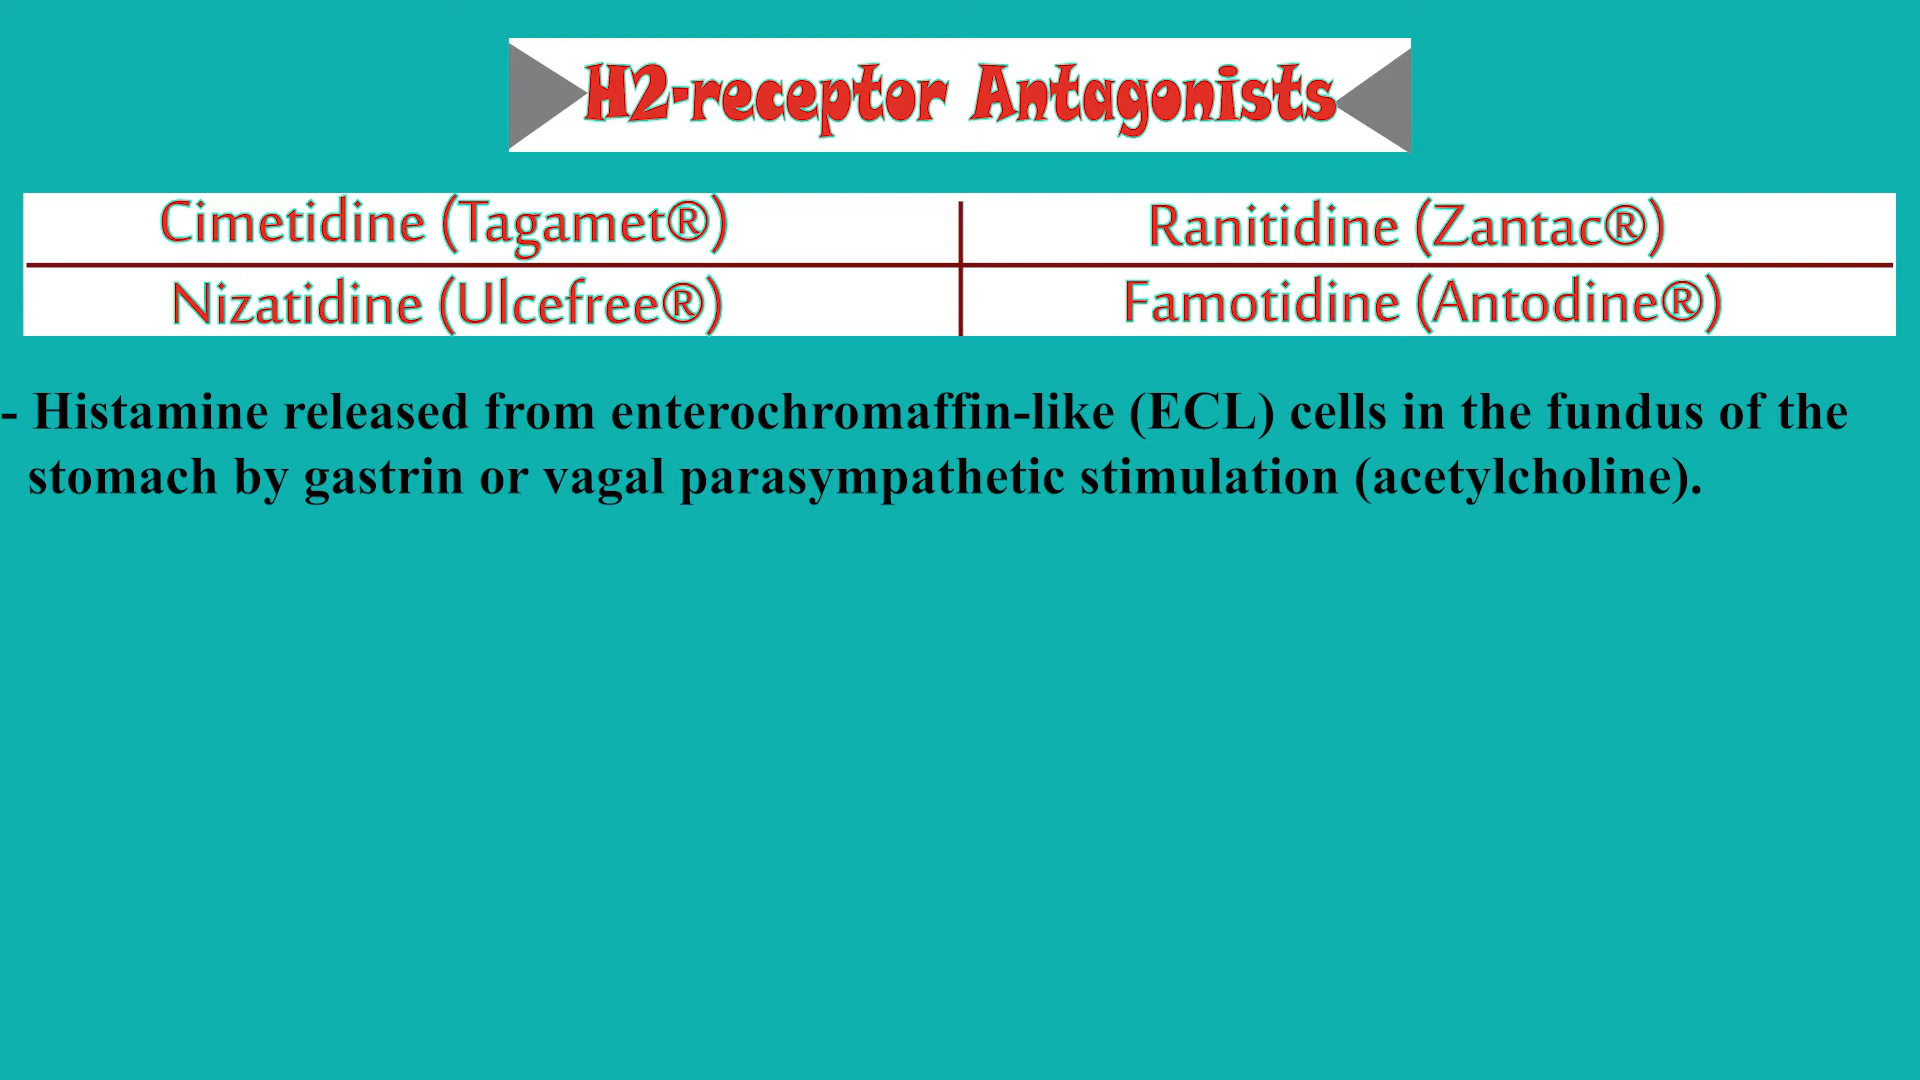 H2-receptor Antagonists
Cimetidine (Tagamet®) Ranitidine (Zantac®)
Nizatidine (Ulcefree®) Famotidine (Antodine®)
- Histamine released from enterochromaffin-like (ECL) cells in the fundus of the
stomach by gastrin or vagal parasympathetic stimulation (acetylcholine).